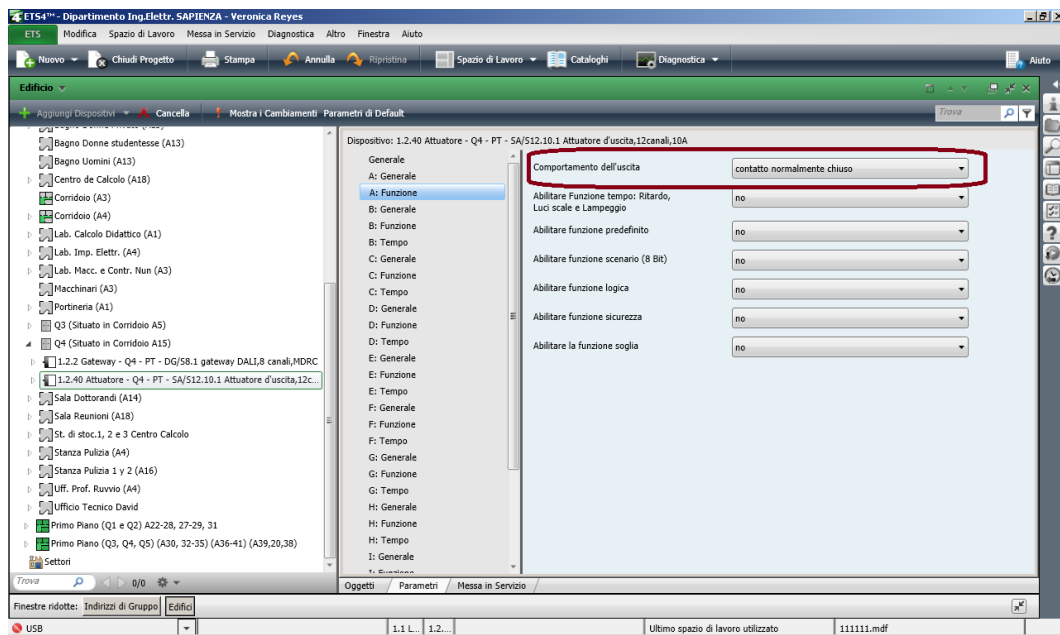 ETS4™ - Dipartimento Ing.Elettr. SAPIENZA - Veronica Reyes
ETS Modifica Spazio di Lavoro Messa in Servizio Diagnostica Altro Finestra Aiuto
Nuovo Chiudi Progetto Stampa Annulla Ripristina Spazio di Lavoro Cataloghi Diagnostica Aiuto
Edificio
Aggiungi Dispositivi Cancella Mostra i Cambiamenti Parametri di Default Trova
Bagno Donne studentesse (A13)
Bagno Uomini (A13)
Centro de Calcolo (A18)
Corridoio (A3)
Corridoio (A4)
Lab. Calcolo Didattico (A1)
Lab. Imp. Elettr. (A4)
Lab. Macc. e Contr. Nun (A3)
Macchinari (A3)
Portineria (A1)
Q3 (Situato in Corridoio A5)
Q4 (Situato in Corridoio A15)
1.2.2 Gateway - Q4 - PT - DG/S8.1 gateway DALI,8 canali,MDRC
1.2.40 Attuatore - Q4 - PT - SA/S12.10.1 Attuatore d'uscita,12c...
Sala Dottorandi (A14)
Sala Reunioni (A18)
St. di stoc.1, 2 e 3 Centro Calcolo
Stanza Pulizia (A4)
Stanza Pulizia 1 y 2 (A16)
Uff. Prof. Ruvvio (A4)
Ufficio Tecnico David
Primo Piano (Q1 e Q2) A22-28, 27-29, 31
Primo Piano (Q3, Q4, Q5) (A30, 32-35) (A36-41) (A39,20,38)
Settori
Trova 0/0
Dispositivo: 1.2.40 Attuatore - Q4 - PT - SA/S12.10.1 Attuatore d'uscita,12canali,10A
Generale
A: Generale
A: Funzione
B: Generale
B: Funzione
B: Tempo
C: Generale
C: Funzione
C: Tempo
D: Generale
D: Funzione
D: Tempo
E: Generale
E: Funzione
E: Tempo
F: Generale
F: Funzione
F: Tempo
G: Generale
G: Funzione
G: Tempo
H: Generale
H: Funzione
H: Tempo
I: Generale
I: Funzione
Comportamento dell'uscita contatto normalmente chiuso
Abilitare Funzione tempo: Ritardo, no
Luci scale e Lampeggio
Abilitare funzione predefinito no
Abilitare funzione scenario (8 Bit) no
Abilitare funzione logica no
Abilitare funzione sicurezza no
Abilitare la funzione soglia no
Oggetti Parametri Messa in Servizio
Finestre ridotte: Indirizzi di Gruppo Edifici
USB 1.1 L... 1.2.... Ultimo spazio di lavoro utilizzato 111111.mdf